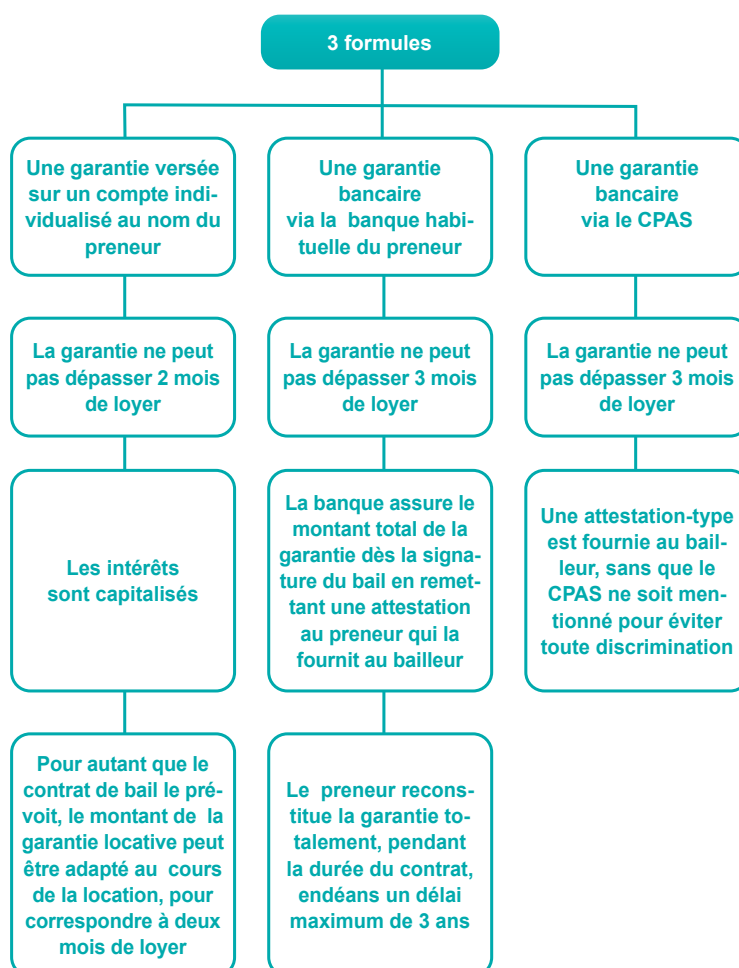 3 formules
Une garantie versée
sur un compte indi-
vidualisé au nom du
preneur
Une garantie
bancaire
via la banque habi-
tuelle du preneur
Une garantie
bancaire
via le CPAS
La garantie ne peut
pas dépasser 2 mois
de loyer
La garantie ne peut
pas dépasser 3 mois
de loyer
La garantie ne peut
pas dépasser 3 mois
de loyer
Les intérêts
sont capitalisés
La banque assure le
montant total de la
garantie dès la signa-
ture du bail en remet-
tant une attestation
au preneur qui la
fournit au bailleur
Une attestation-type
est fournie au bail-
leur, sans que le
CPAS ne soit men-
tionné pour éviter
toute discrimination
Pour autant que le
contrat de bail le pré-
voit, le montant de la
garantie locative peut
être adapté au cours
de la location, pour
correspondre à deux
mois de loyer
Le preneur recons-
titue la garantie to-
talement, pendant
la durée du contrat,
endéans un délai
maximum de 3 ans